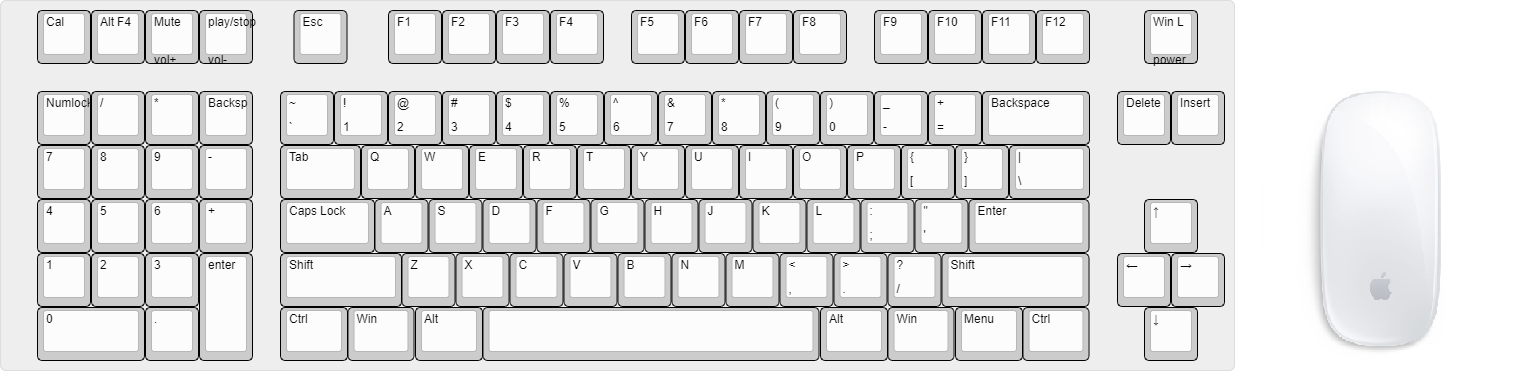 Cal Alt F4 Mute play/stop Esc F1 F2 F3 F4 F5 F6 F7 F8 F9 F10 F11 F12 Win L
vol+ vol- power
Numlock / * Backsp ~ ! @ # $ % ^ & * ( ) _ + Backspace Delete Insert
` 1 2 3 4 5 6 7 8 9 0 - =
7 8 9 - Tab Q W E R T Y U I O P { } |
[ ] \
4 5 6 + Caps Lock A S D F G H J K L : " Enter ↑
; '
1 2 3 enter Shift Z X C V B N M < > ? Shift ← →
, . /
0 . Ctrl Win Alt Alt Win Menu Ctrl ↓